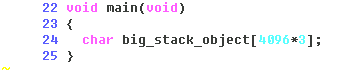 22 void main(void)
23 {
24   char big_stack_object[4096*3];
25 }